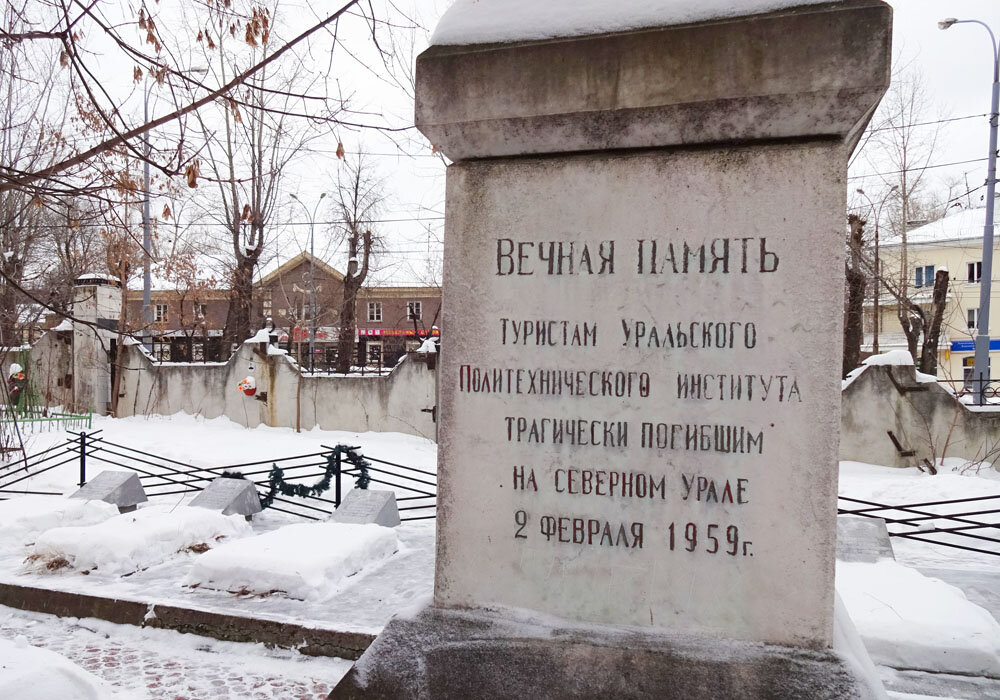 ВЕЧНАЯ ПАМЯТЬ
ТУРИСТАМ УРАЛЬСКОГО
ПОЛИТЕХНИЧЕСКОГО ИНСТИТУТА
ТРАГИЧЕСКИ ПОГИБШИМ
НА СЕВЕРНОМ УРАЛЕ
2 ФЕВРАЛЯ 1959г.